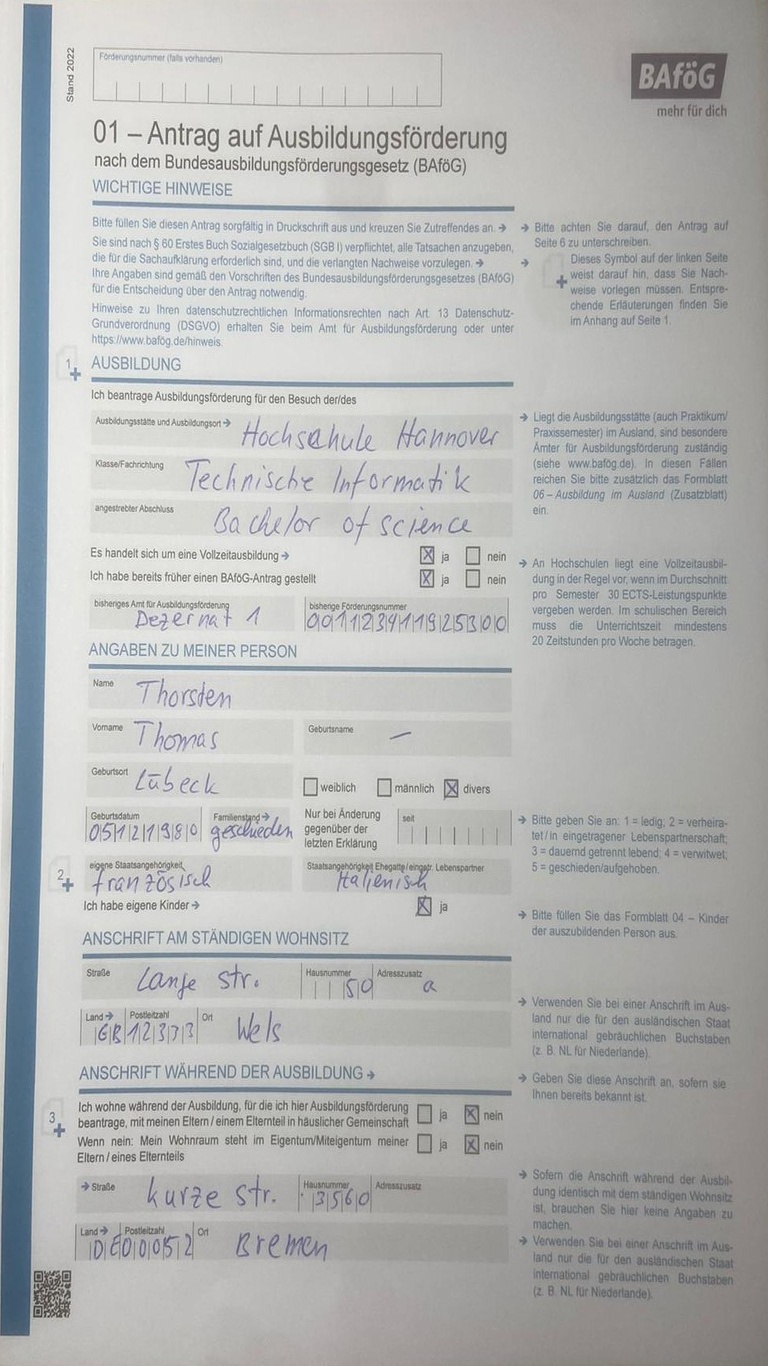 Stand 2022
Förderungsnummer (falls vorhanden)
BAföG
mehr für dich
01 – Antrag auf Ausbildungsförderung
nach dem Bundesausbildungsförderungsgesetz (BAföG)
WICHTIGE HINWEISE
Bitte füllen Sie diesen Antrag sorgfältig in Druckschrift aus und kreuzen Sie Zutreffendes an. →
Sie sind nach § 60 Erstes Buch Sozialgesetzbuch (SGB I) verpflichtet, alle Tatsachen anzugeben,
die für die Sachaufklärung erforderlich sind, und die verlangten Nachweise vorzulegen. →
Ihre Angaben sind gemäß den Vorschriften des Bundesausbildungsförderungsgesetzes (BAföG)
für die Entscheidung über den Antrag notwendig.
Hinweise zu Ihren datenschutzrechtlichen Informationsrechten nach Art. 13 Datenschutz-
Grundverordnung (DSGVO) erhalten Sie beim Amt für Ausbildungsförderung oder unter
https://www.bafög.de/hinweis.
→ Bitte achten Sie darauf, den Antrag auf
Seite 6 zu unterschreiben.
→ Dieses Symbol auf der linken Seite
weist darauf hin, dass Sie Nach-
weise vorlegen müssen. Entspre-
chende Erläuterungen finden Sie
im Anhang auf Seite 1.
1 AUSBILDUNG
Ich beantrage Ausbildungsförderung für den Besuch der/des
Ausbildungsstätte und Ausbildungsort → Hochschule Hannover
Klasse/Fachrichtung Technische Informatik
angestrebter Abschluss Bachelor of science
Es handelt sich um eine Vollzeitausbildung → ☒ ja ☐ nein
Ich habe bereits früher einen BAföG-Antrag gestellt ☒ ja ☐ nein
bisheriges Amt für Ausbildungsförderung bisherige Förderungsnummer
Dezernat 1 001123411925300
→ Liegt die Ausbildungsstätte (auch Praktikum/
Praxissemester) im Ausland, sind besondere
Ämter für Ausbildungsförderung zuständig
(siehe www.bafög.de). In diesen Fällen
reichen Sie bitte zusätzlich das Formblatt
06 – Ausbildung im Ausland (Zusatzblatt)
ein.
→ An Hochschulen liegt eine Vollzeitausbil-
dung in der Regel vor, wenn im Durchschnitt
pro Semester 30 ECTS-Leistungspunkte
vergeben werden. Im schulischen Bereich
muss die Unterrichtszeit mindestens
20 Zeitstunden pro Woche betragen.
ANGABEN ZU MEINER PERSON
Name Thorsten
Vorname Thomas Geburtsname –
Geburtsort Lübeck ☐ weiblich ☐ männlich ☒ divers
Geburtsdatum Familienstand → Nur bei Änderung seit
05121980 geschieden gegenüber der
letzten Erklärung
2 eigene Staatsangehörigkeit Staatsangehörigkeit Ehegatte/eingetr. Lebenspartner
französisch Italienisch
Ich habe eigene Kinder → ☒ ja
→ Bitte geben Sie an: 1 = ledig; 2 = verheira-
tet / in eingetragener Lebenspartnerschaft;
3 = dauernd getrennt lebend; 4 = verwitwet;
5 = geschieden/aufgehoben.
→ Bitte füllen Sie das Formblatt 04 – Kinder
der auszubildenden Person aus.
ANSCHRIFT AM STÄNDIGEN WOHNSITZ
Straße Lange Str. Hausnummer 50 Adresszusatz a
Land → Postleitzahl Ort
GB 12373 Wels
→ Verwenden Sie bei einer Anschrift im Aus-
land nur die für den ausländischen Staat
international gebräuchlichen Buchstaben
(z. B. NL für Niederlande).
ANSCHRIFT WÄHREND DER AUSBILDUNG →
→ Geben Sie diese Anschrift an, sofern sie
Ihnen bereits bekannt ist.
3 Ich wohne während der Ausbildung, für die ich hier Ausbildungsförderung
beantrage, mit meinen Eltern / einem Elternteil in häuslicher Gemeinschaft ☐ ja ☒ nein
Wenn nein: Mein Wohnraum steht im Eigentum/Miteigentum meiner ☐ ja ☒ nein
Eltern / eines Elternteils
→ Straße kurze Str. Hausnummer 3560 Adresszusatz
Land → Postleitzahl Ort
DE00052 Bremen
→ Sofern die Anschrift während der Ausbil-
dung identisch mit dem ständigen Wohnsitz
ist, brauchen Sie hier keine Angaben zu
machen.
→ Verwenden Sie bei einer Anschrift im Aus-
land nur die für den ausländischen Staat
international gebräuchlichen Buchstaben
(z. B. NL für Niederlande).